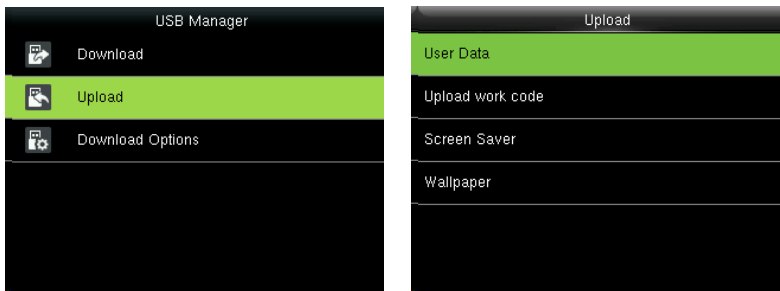 USB Manager
Download
Upload
Download Options
Upload
User Data
Upload work code
Screen Saver
Wallpaper